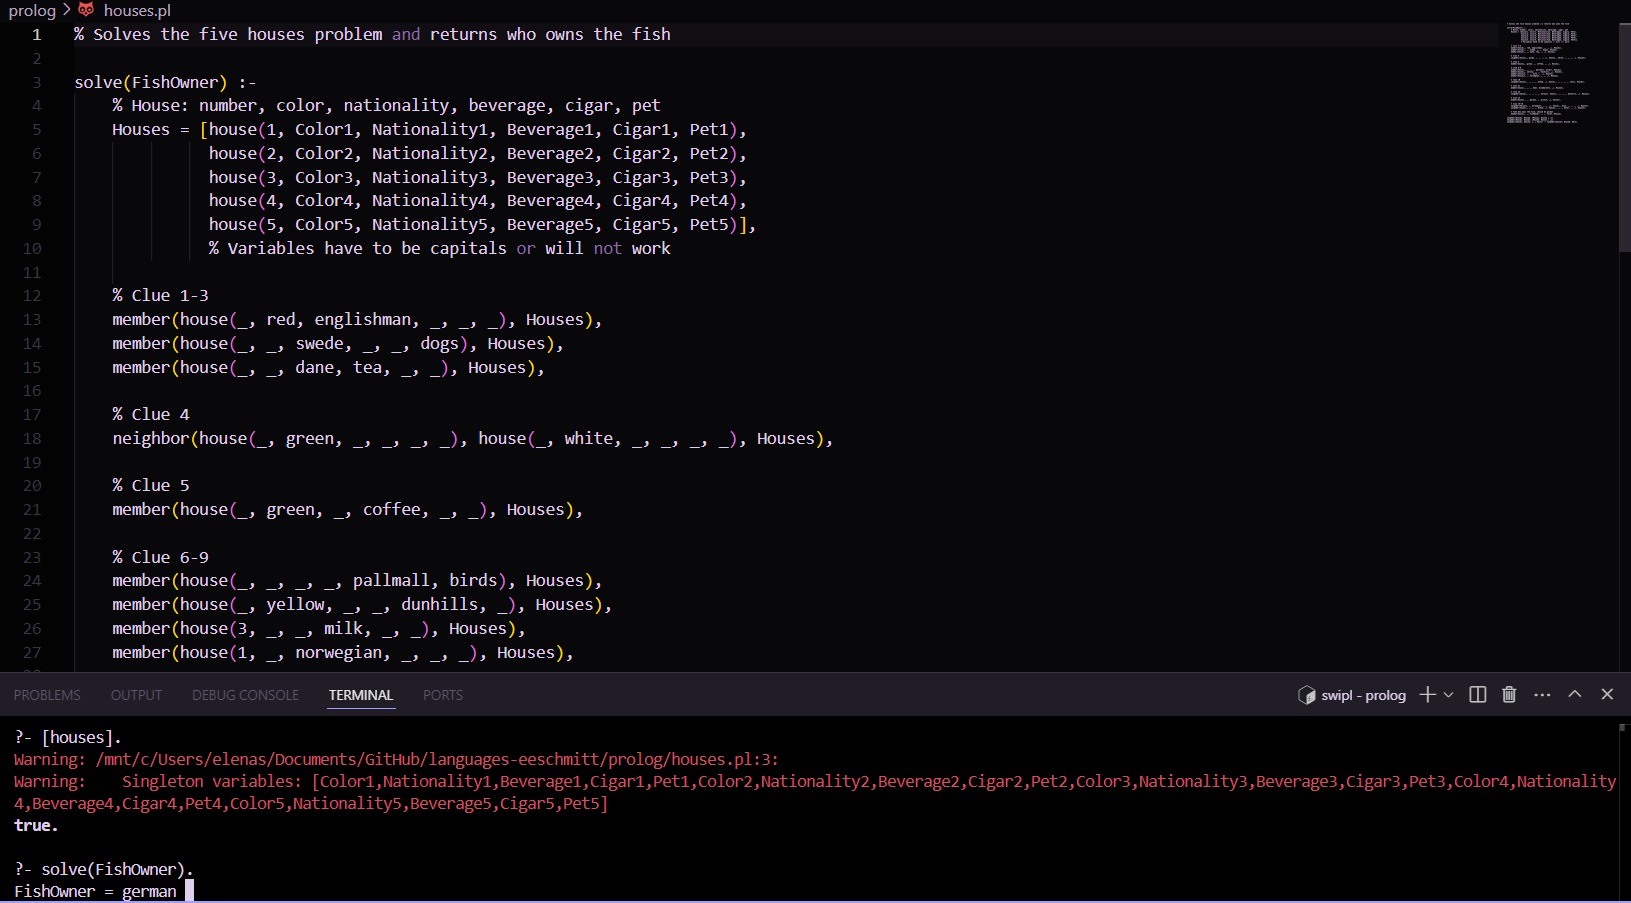 prolog > houses.pl
1 % Solves the five houses problem and returns who owns the fish
2
3 solve(FishOwner) :-
4 % House: number, color, nationality, beverage, cigar, pet
5 Houses = [house(1, Color1, Nationality1, Beverage1, Cigar1, Pet1),
6 house(2, Color2, Nationality2, Beverage2, Cigar2, Pet2),
7 house(3, Color3, Nationality3, Beverage3, Cigar3, Pet3),
8 house(4, Color4, Nationality4, Beverage4, Cigar4, Pet4),
9 house(5, Color5, Nationality5, Beverage5, Cigar5, Pet5)],
10 % Variables have to be capitals or will not work
11
12 % Clue 1-3
13 member(house(_, red, englishman, _, _, _), Houses),
14 member(house(_, _, swede, _, _, dogs), Houses),
15 member(house(_, _, dane, tea, _, _), Houses),
16
17 % Clue 4
18 neighbor(house(_, green, _, _, _, _), house(_, white, _, _, _, _), Houses),
19
20 % Clue 5
21 member(house(_, green, _, coffee, _, _), Houses),
22
23 % Clue 6-9
24 member(house(_, _, _, _, pallmall, birds), Houses),
25 member(house(_, yellow, _, _, dunhills, _), Houses),
26 member(house(3, _, _, milk, _, _), Houses),
27 member(house(1, _, norwegian, _, _, _), Houses),
PROBLEMS OUTPUT DEBUG CONSOLE TERMINAL PORTS swipl - prolog
?- [houses].
Warning: /mnt/c/Users/elenas/Documents/GitHub/languages-eeschmitt/prolog/houses.pl:3:
Warning:    Singleton variables: [Color1,Nationality1,Beverage1,Cigar1,Pet1,Color2,Nationality2,Beverage2,Cigar2,Pet2,Color3,Nationality3,Beverage3,Cigar3,Pet3,Color4,Nationality
4,Beverage4,Cigar4,Pet4,Color5,Nationality5,Beverage5,Cigar5,Pet5]
true.
?- solve(FishOwner).
FishOwner = german